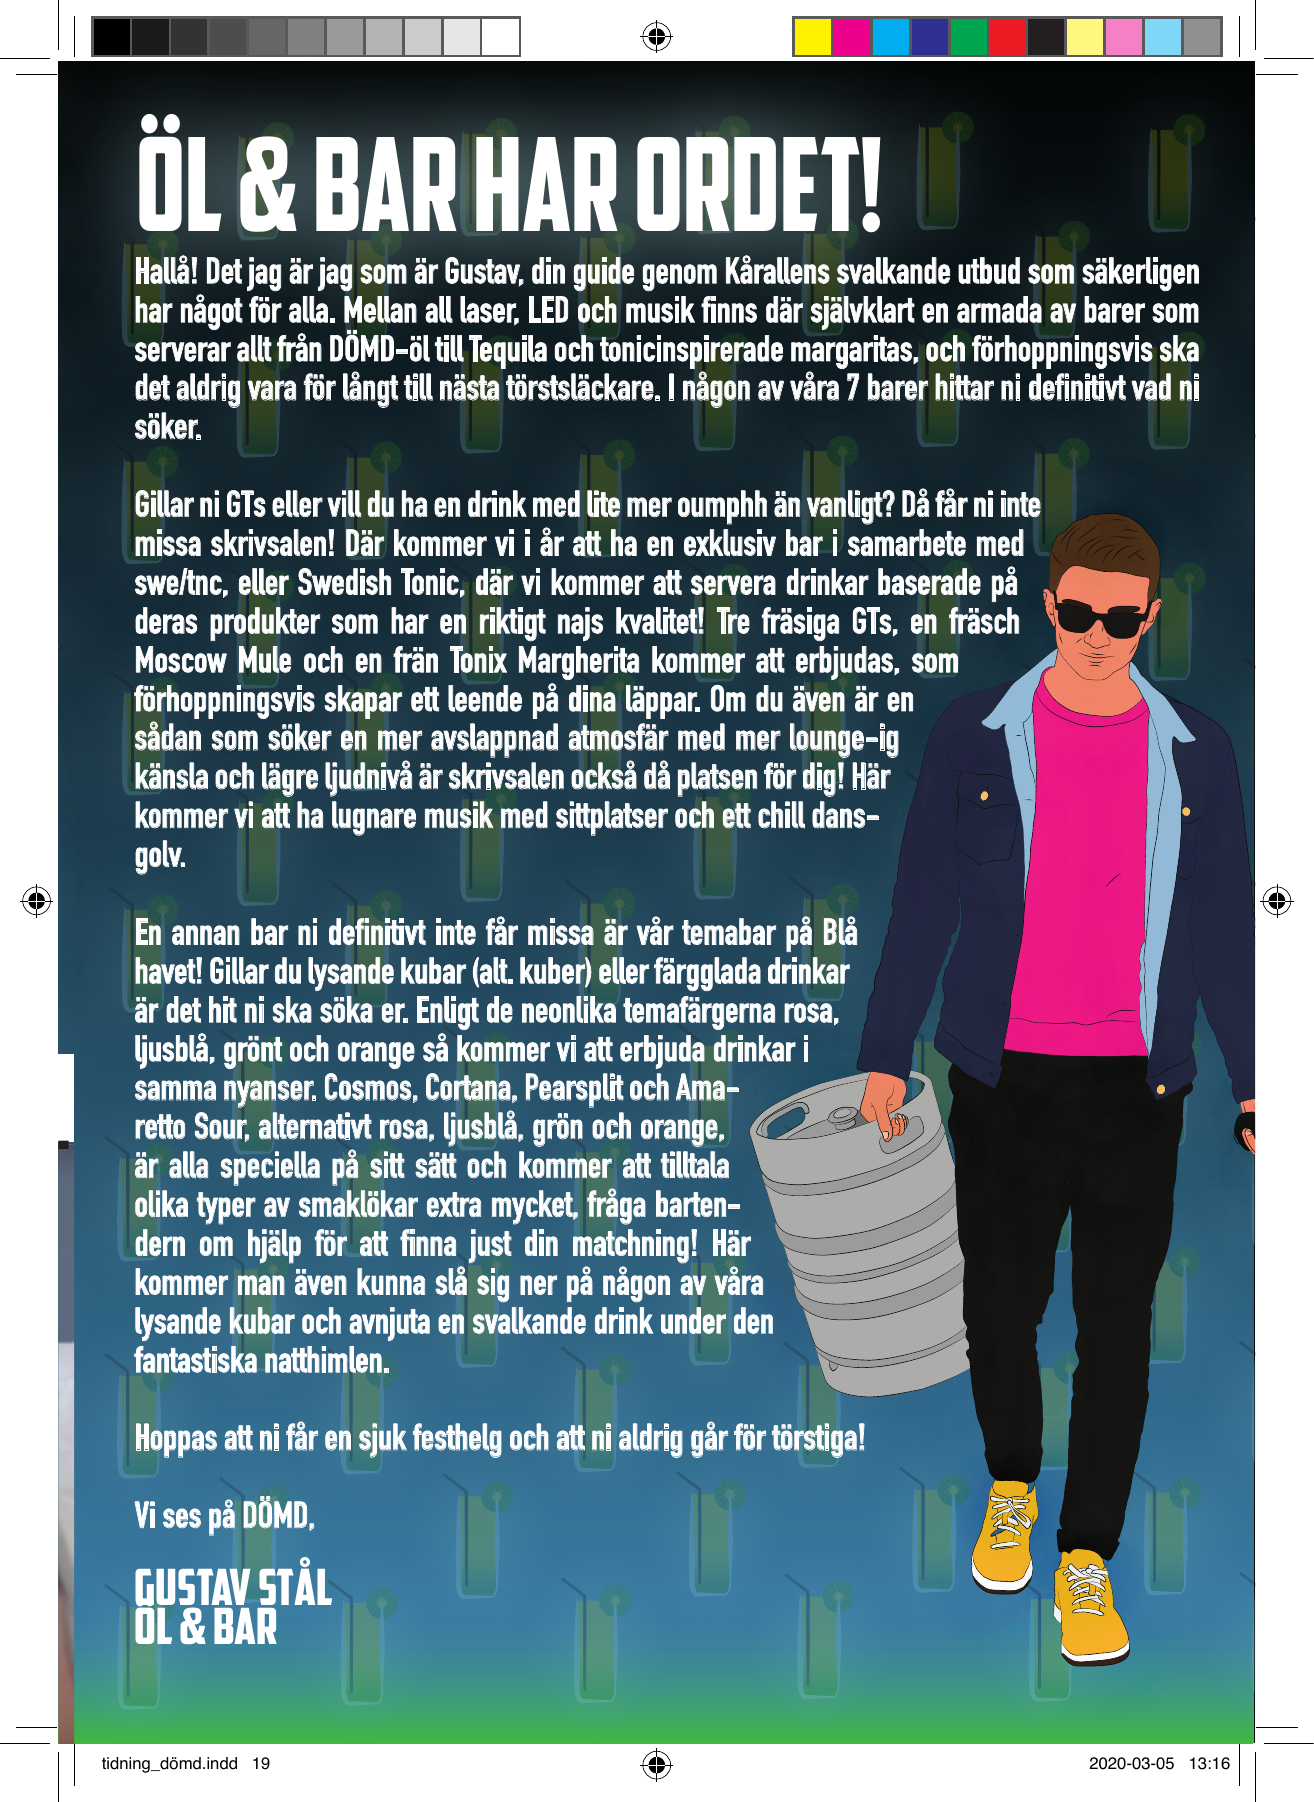 ÖL & BAR HAR ORDET!
Hallå! Det jag är jag som är Gustav, din guide genom Kårallens svalkande utbud som säkerligen
har något för alla. Mellan all laser, LED och musik finns där självklart en armada av barer som
serverar allt från DÖMD-öl till Tequila och tonicinspirerade margaritas, och förhoppningsvis ska
det aldrig vara för långt till nästa törstsläckare. I någon av våra 7 barer hittar ni definitivt vad ni
söker.
Gillar ni GTs eller vill du ha en drink med lite mer oumphh än vanligt? Då får ni inte
missa skrivsalen! Där kommer vi i år att ha en exklusiv bar i samarbete med
swe/tnc, eller Swedish Tonic, där vi kommer att servera drinkar baserade på
deras produkter som har en riktigt najs kvalitet! Tre fräsiga GTs, en fräsch
Moscow Mule och en frän Tonix Margherita kommer att erbjudas, som
förhoppningsvis skapar ett leende på dina läppar. Om du även är en
sådan som söker en mer avslappnad atmosfär med mer lounge-ig
känsla och lägre ljudnivå är skrivsalen också då platsen för dig! Här
kommer vi att ha lugnare musik med sittplatser och ett chill dans-
golv.
En annan bar ni definitivt inte får missa är vår temabar på Blå
havet! Gillar du lysande kubar (alt. kuber) eller färgglada drinkar
är det hit ni ska söka er. Enligt de neonlika temafärgerna rosa,
ljusblå, grönt och orange så kommer vi att erbjuda drinkar i
samma nyanser. Cosmos, Cortana, Pearsplit och Ama-
retto Sour, alternativt rosa, ljusblå, grön och orange,
är alla speciella på sitt sätt och kommer att tilltala
olika typer av smaklökar extra mycket, fråga barten-
dern om hjälp för att finna just din matchning! Här
kommer man även kunna slå sig ner på någon av våra
lysande kubar och avnjuta en svalkande drink under den
fantastiska natthimlen.
Hoppas att ni får en sjuk festhelg och att ni aldrig går för törstiga!
Vi ses på DÖMD,
GUSTAV STÅL
ÖL & BAR
tidning_dömd.indd 19
2020-03-05 13:16